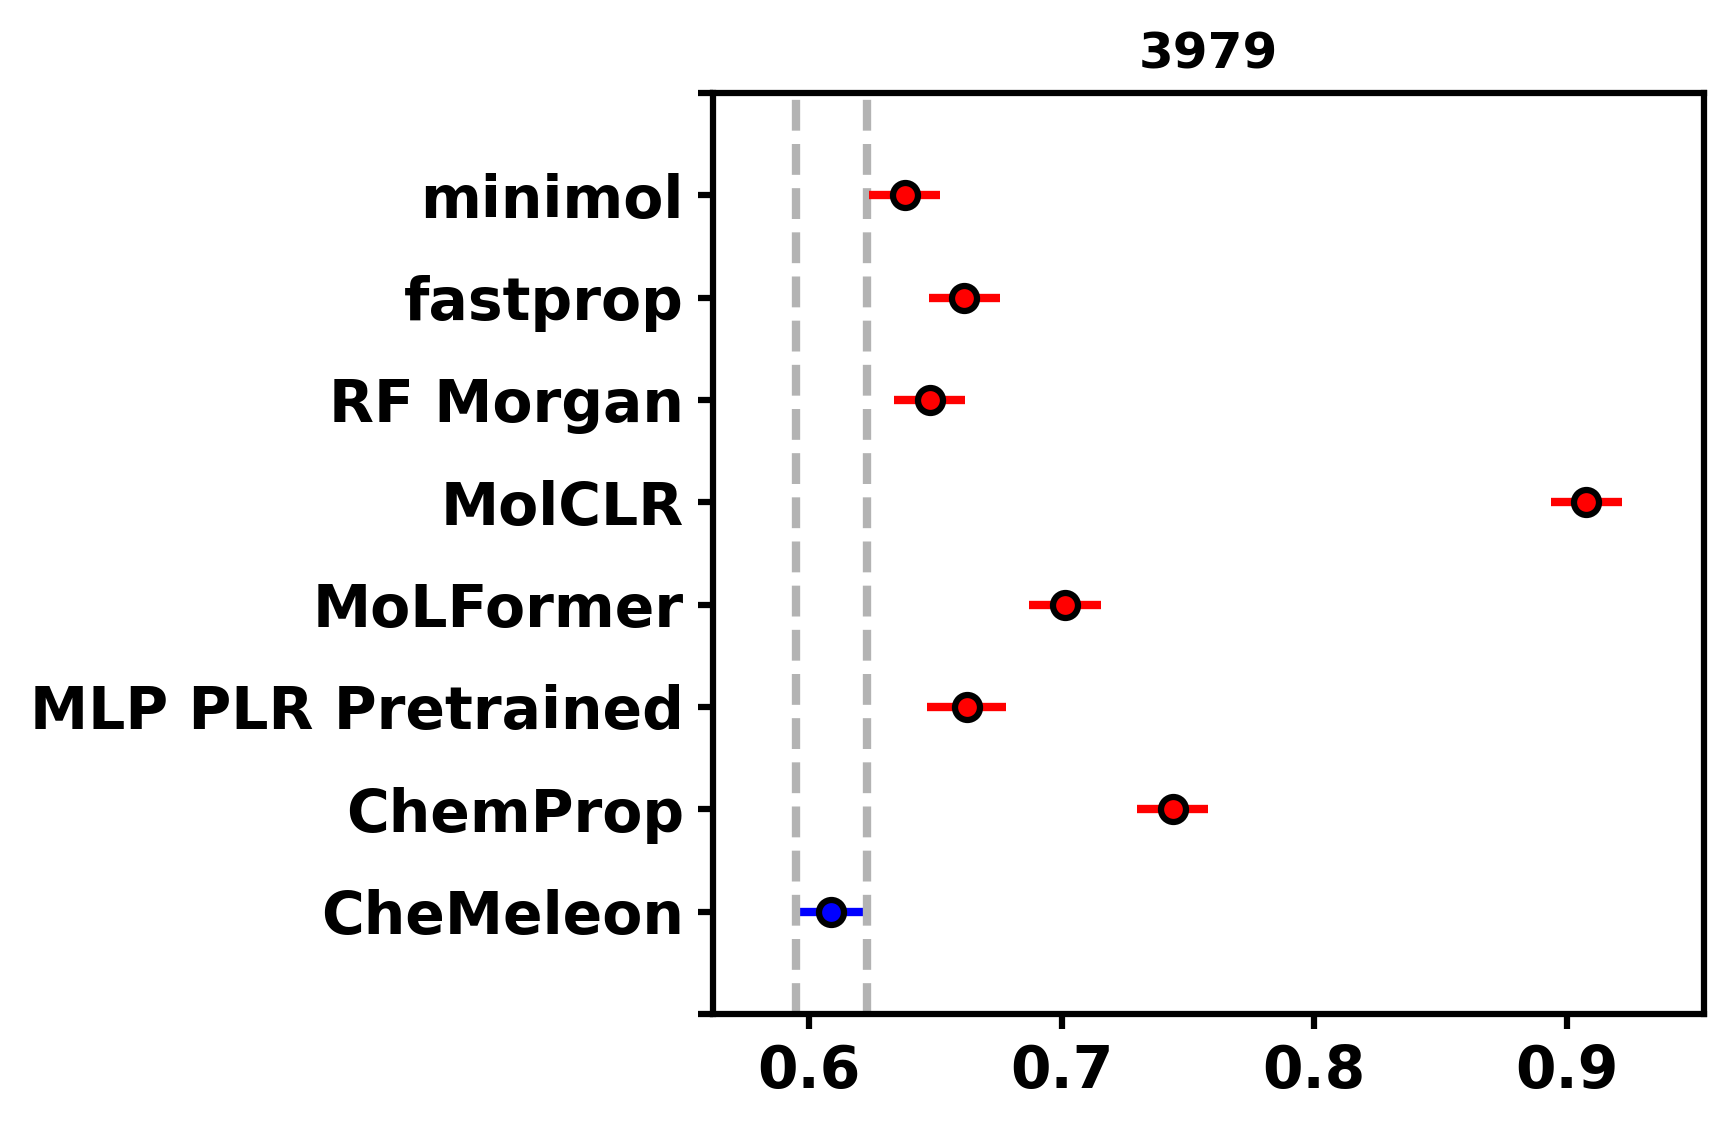 3979
minimol
fastprop
RF Morgan
MolCLR
MoLFormer
MLP PLR Pretrained
ChemProp
CheMeleon
0.6 0.7 0.8 0.9